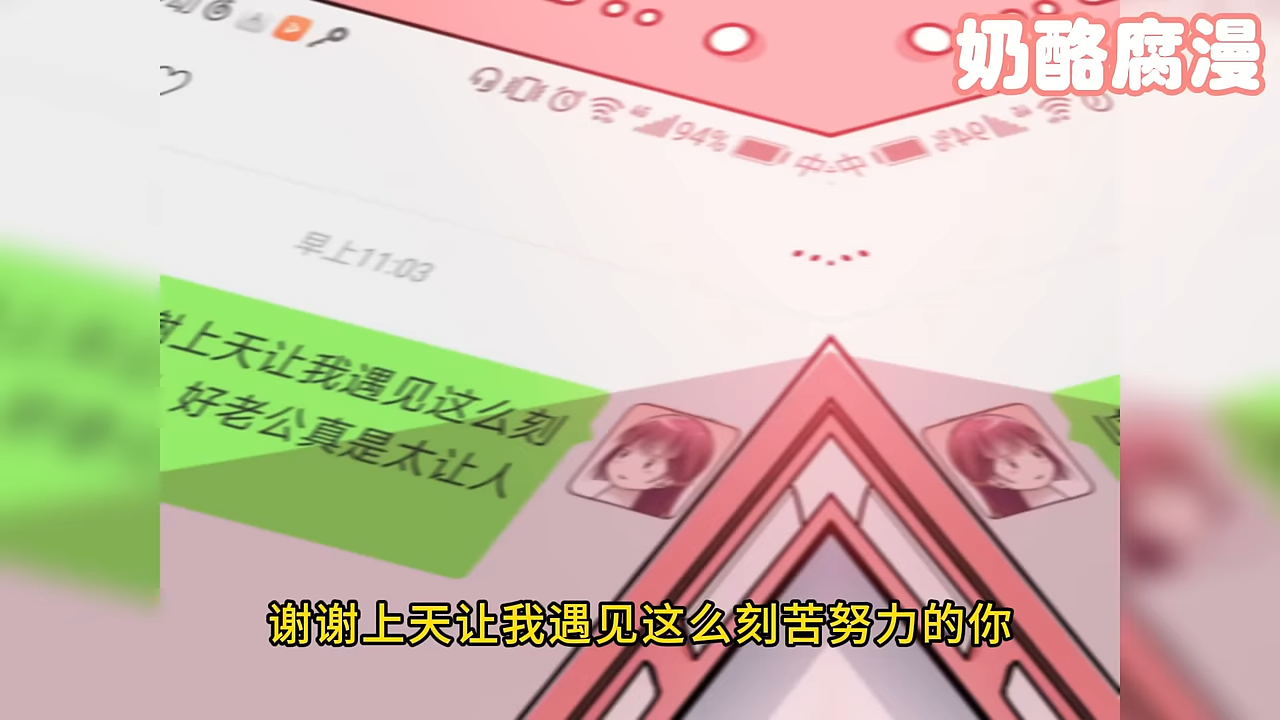 奶酪腐漫
94%
早上11:03
谢上天让我遇见这么刻
好老公真是太让人
谢谢上天让我遇见这么刻苦努力的你